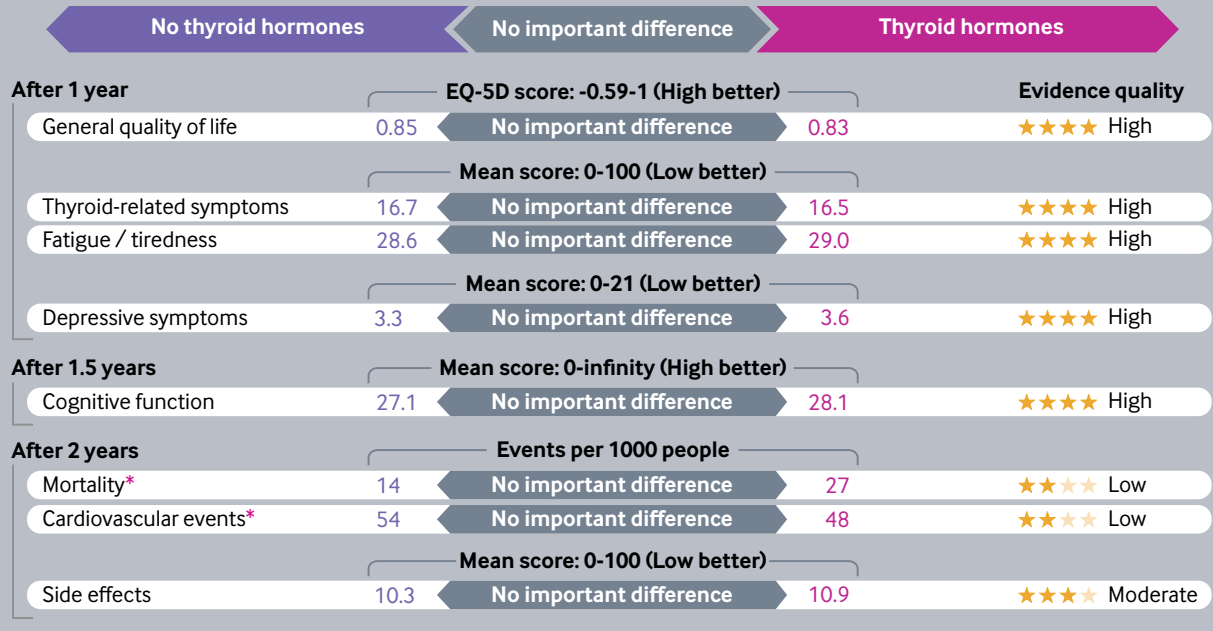 No thyroid hormones No important difference Thyroid hormones
After 1 year EQ-5D score: -0.59-1 (High better) Evidence quality
General quality of life 0.85 No important difference 0.83 ★★★★ High
Mean score: 0-100 (Low better)
Thyroid-related symptoms 16.7 No important difference 16.5 ★★★★ High
Fatigue / tiredness 28.6 No important difference 29.0 ★★★★ High
Mean score: 0-21 (Low better)
Depressive symptoms 3.3 No important difference 3.6 ★★★★ High
After 1.5 years Mean score: 0-infinity (High better)
Cognitive function 27.1 No important difference 28.1 ★★★★ High
After 2 years Events per 1000 people
Mortality* 14 No important difference 27 ★★★★ Low
Cardiovascular events* 54 No important difference 48 ★★★★ Low
Mean score: 0-100 (Low better)
Side effects 10.3 No important difference 10.9 ★★★★ Moderate